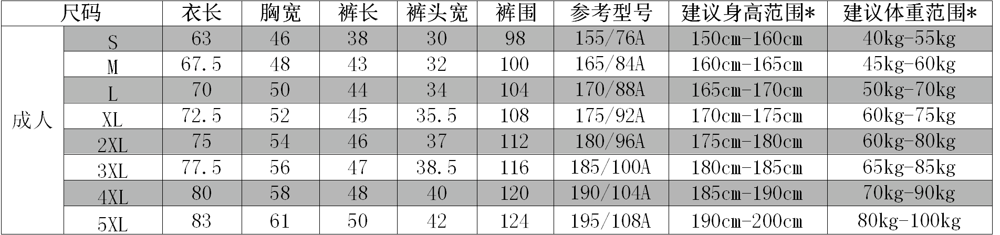 尺码 衣长 胸宽 裤长 裤头宽 裤围 参考型号 建议身高范围* 建议体重范围*
成人
S 63 46 38 30 98 155/76A 150cm-160cm 40kg-55kg
M 67.5 48 43 32 100 165/84A 160cm-165cm 45kg-60kg
L 70 50 44 34 104 170/88A 165cm-170cm 50kg-70kg
XL 72.5 52 45 35.5 108 175/92A 170cm-175cm 60kg-75kg
2XL 75 54 46 37 112 180/96A 175cm-180cm 60kg-80kg
3XL 77.5 56 47 38.5 116 185/100A 180cm-185cm 65kg-85kg
4XL 80 58 48 40 120 190/104A 185cm-190cm 70kg-90kg
5XL 83 61 50 42 124 195/108A 190cm-200cm 80kg-100kg